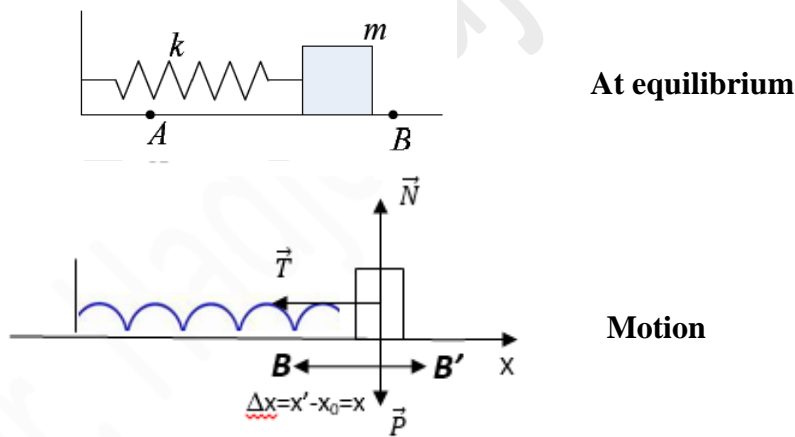 k
m
At equilibrium
A
B
N⃗
T⃗
Motion
B
B′
x
Δx=x′-x₀=x
P⃗